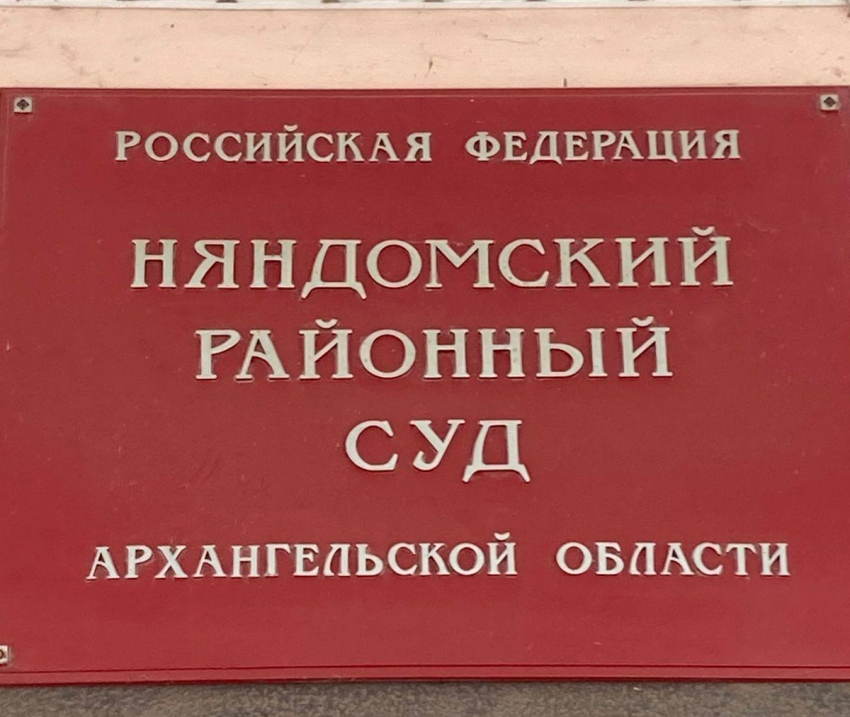 РОССИЙСКАЯ ФЕДЕРАЦИЯ
НЯНДОМСКИЙ
РАЙОННЫЙ
СУД
АРХАНГЕЛЬСКОЙ ОБЛАСТИ